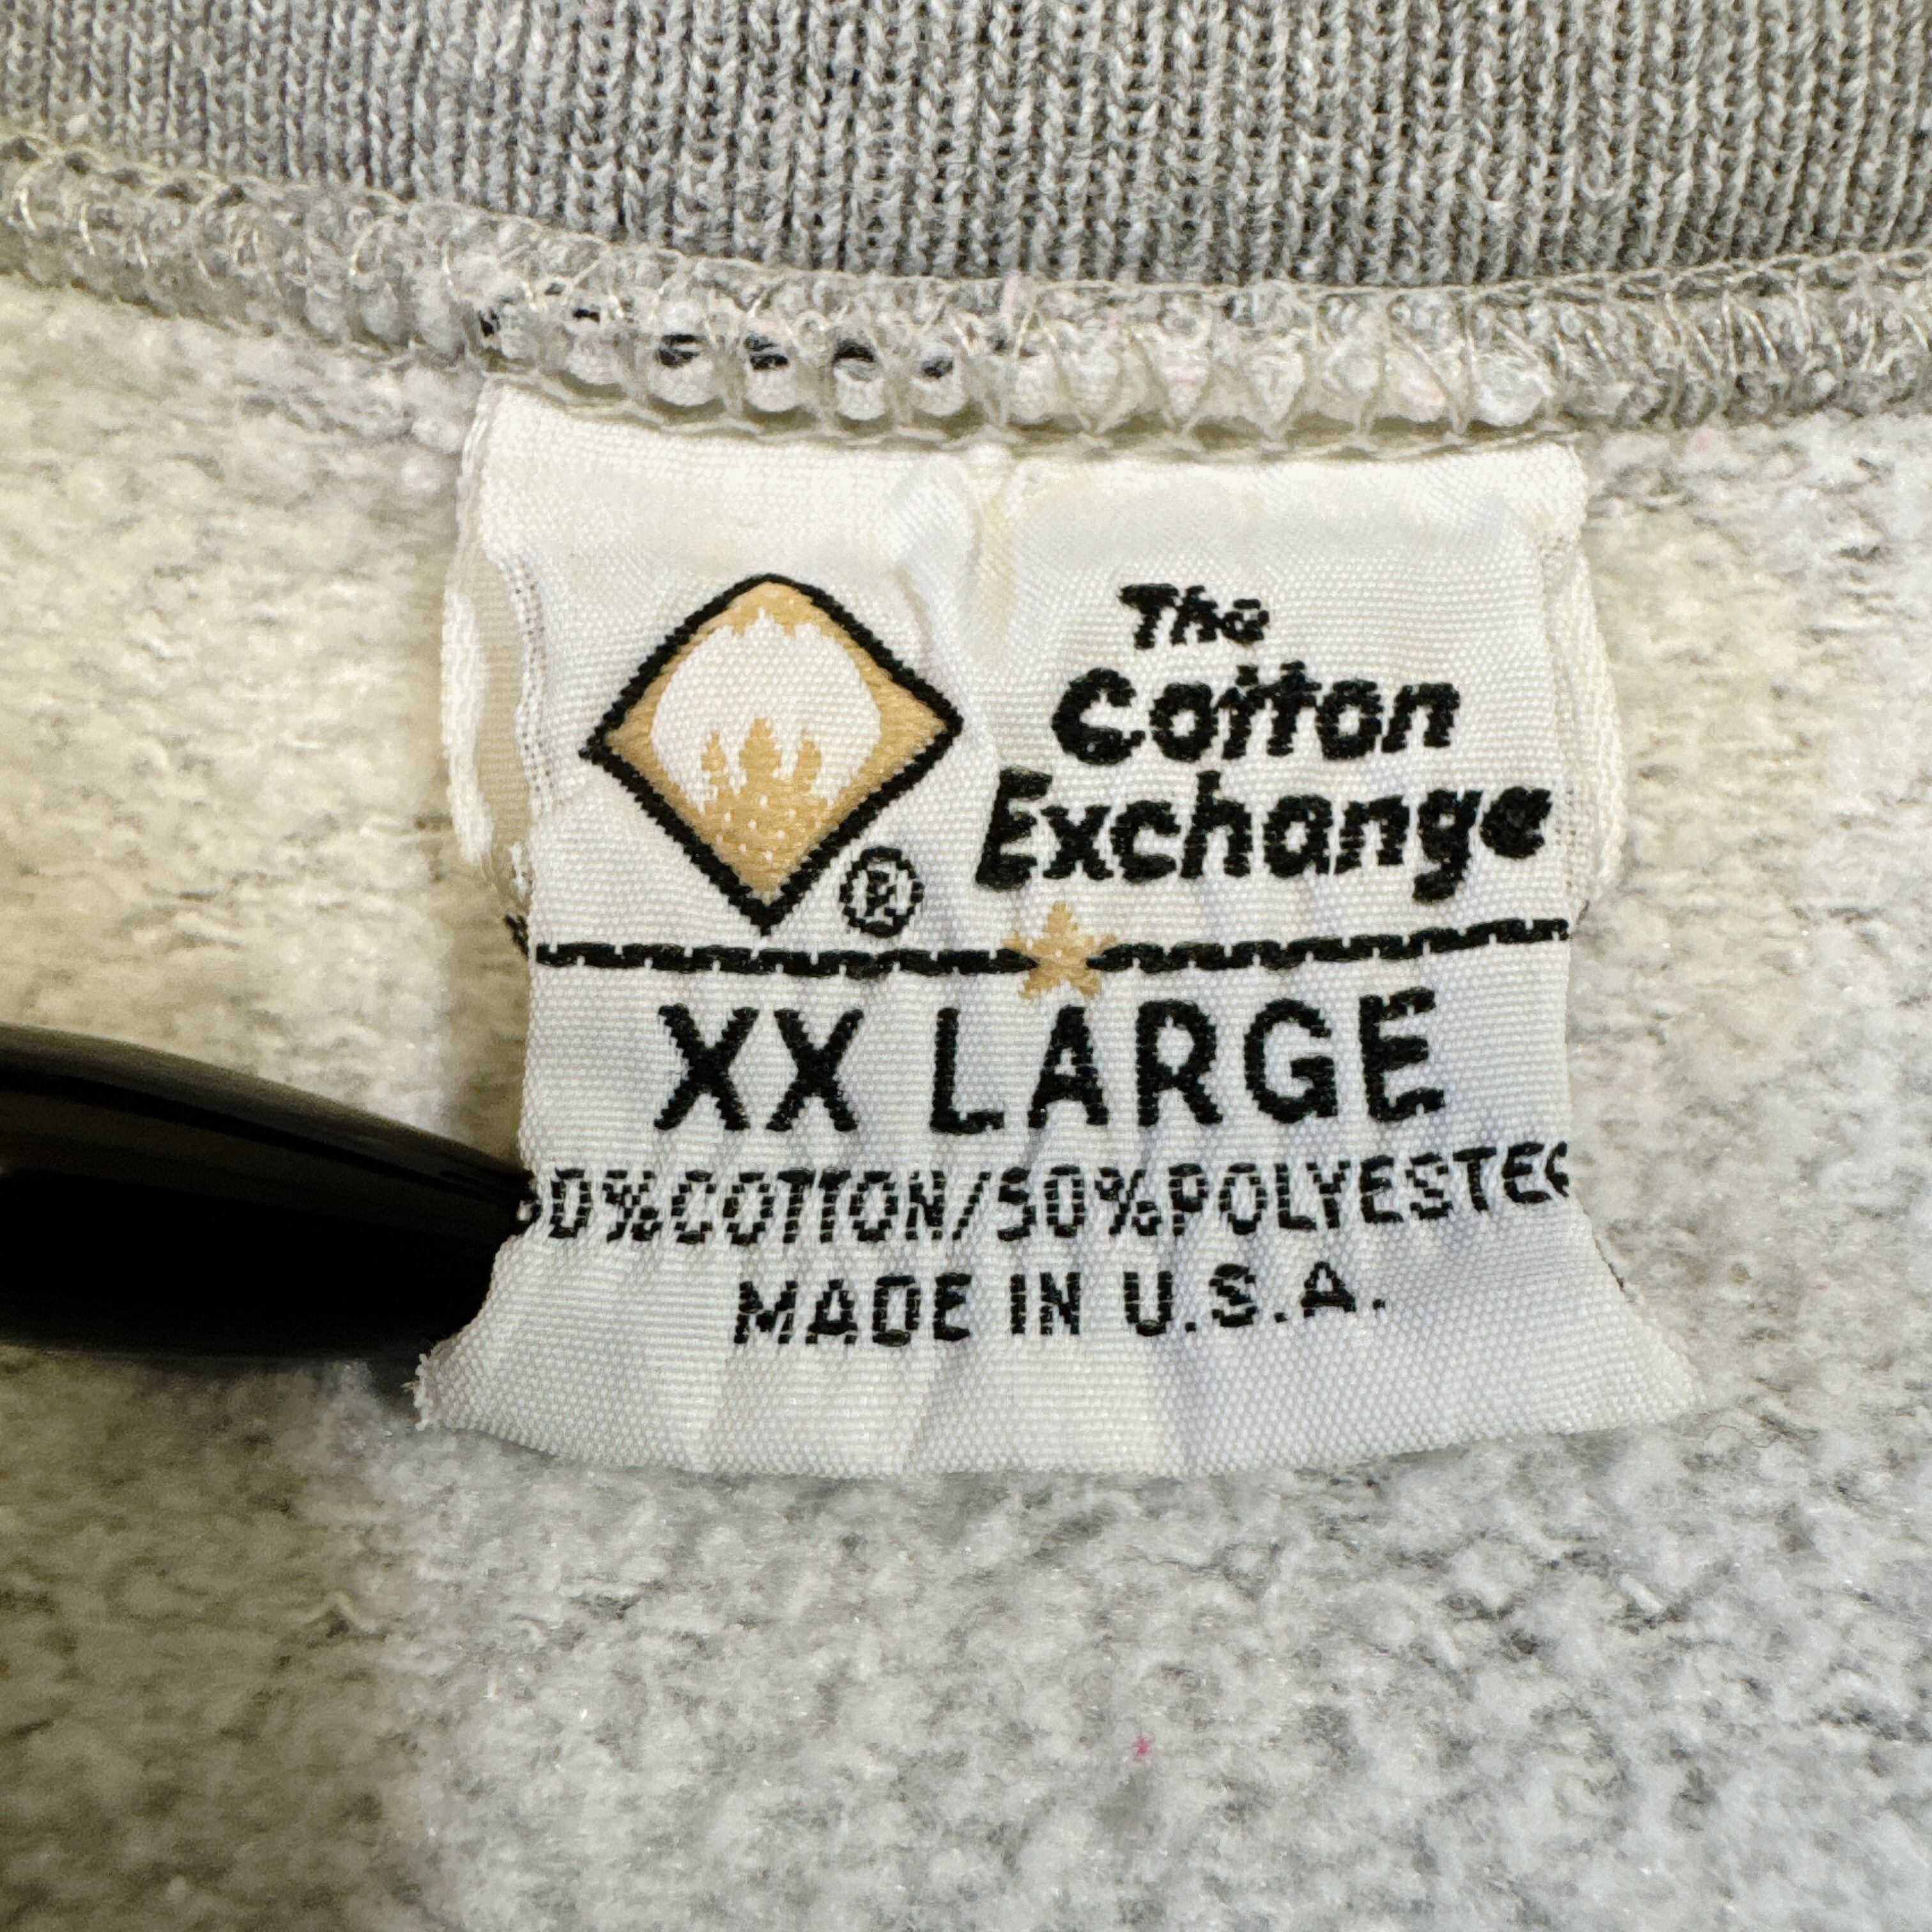 The
Cotton
Exchange
®
XX LARGE
50%COTTON/50%POLYESTER
MADE IN U.S.A.